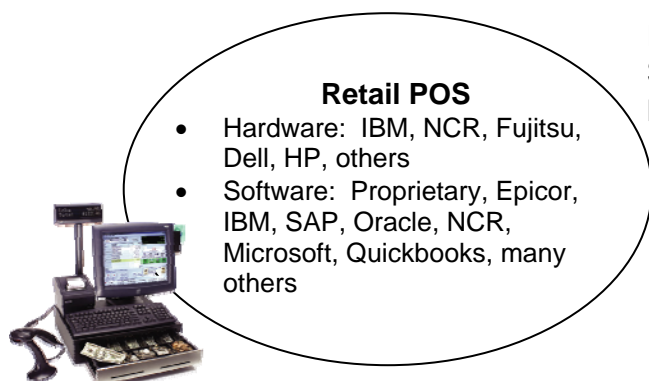 Retail POS
• Hardware: IBM, NCR, Fujitsu,
Dell, HP, others
• Software: Proprietary, Epicor,
IBM, SAP, Oracle, NCR,
Microsoft, Quickbooks, many
others